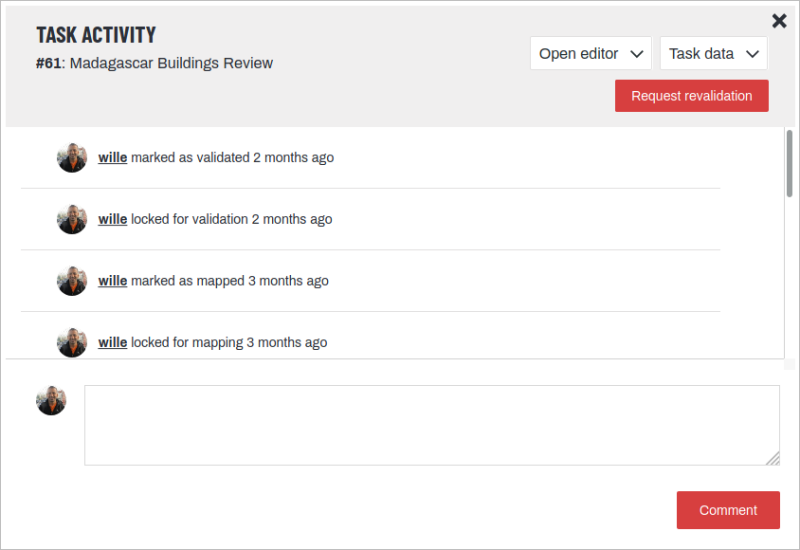 TASK ACTIVITY
#61: Madagascar Buildings Review
Open editor
Task data
Request revalidation
wille marked as validated 2 months ago
wille locked for validation 2 months ago
wille marked as mapped 3 months ago
wille locked for mapping 3 months ago
Comment